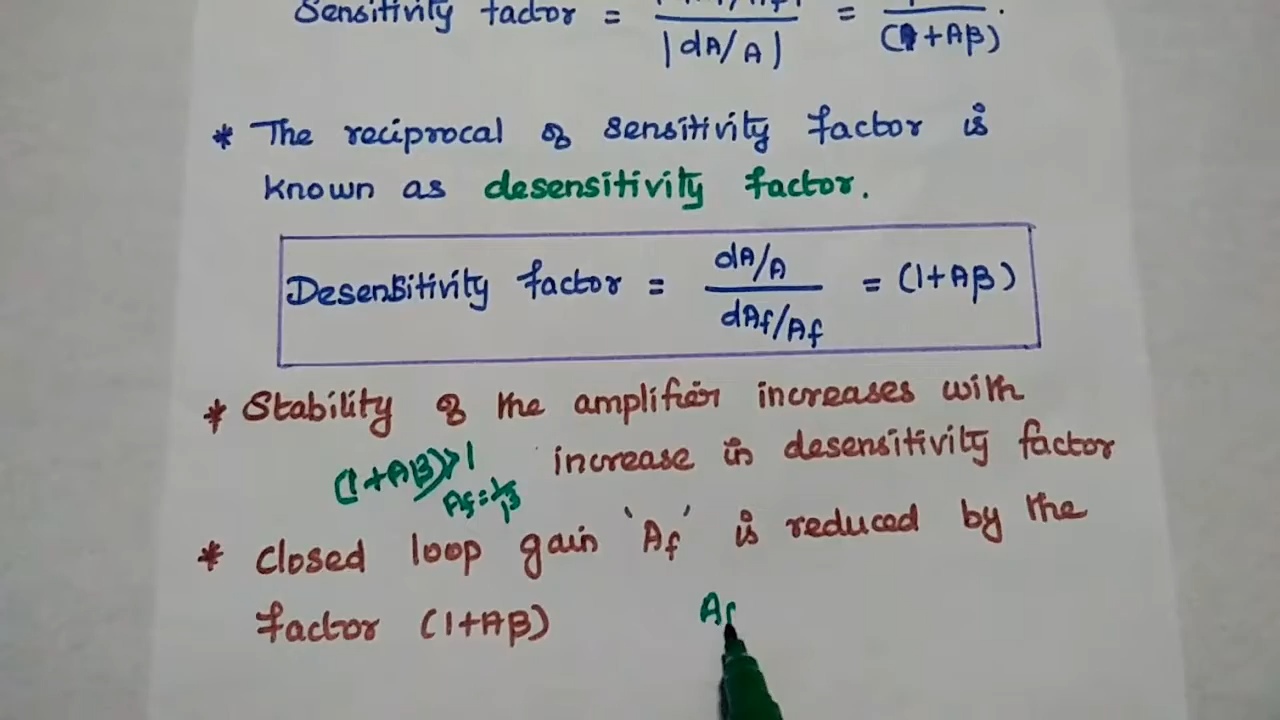 Sensitivity factor = / |dA/A| = / (1+Aβ).
* The reciprocal of sensitivity factor is
known as desensitivity factor.
Desensitivity factor = dA/A / dAf/Af = (1+Aβ)
* Stability of the amplifier increases with
increase in desensitivity factor
(1+Aβ)>1
Af=1/β
* closed loop gain 'Af' is reduced by the
factor (1+Aβ)
Af